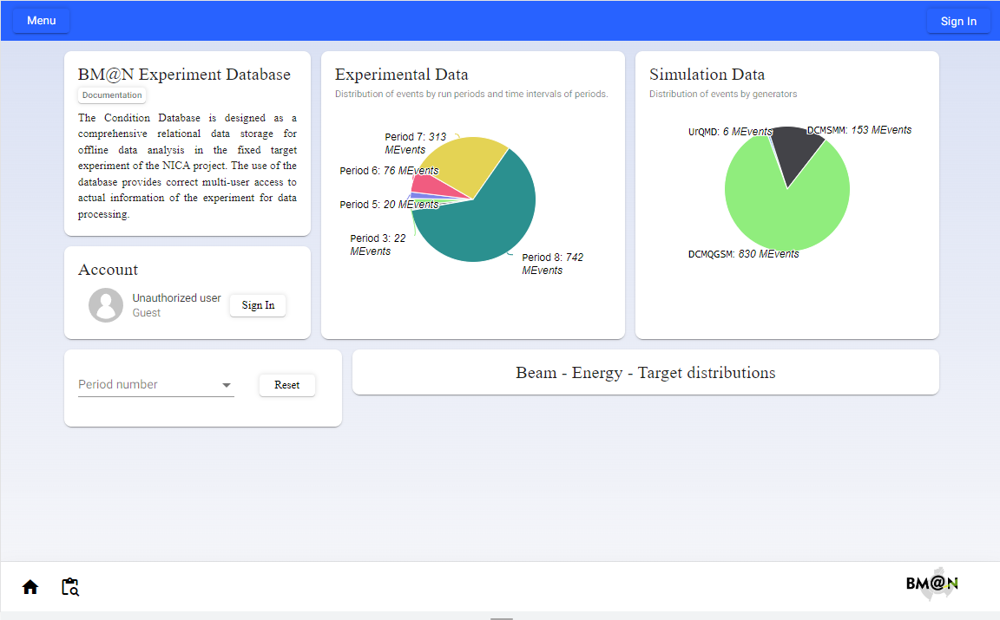 Menu
Sign In
BM@N Experiment Database
Documentation
The Condition Database is designed as a
comprehensive relational data storage for
offline data analysis in the fixed target
experiment of the NICA project. The use of the
database provides correct multi-user access to
actual information of the experiment for data
processing.
Account
Unauthorized user
Guest
Sign In
Experimental Data
Distribution of events by run periods and time intervals of periods.
Period 7: 313
MEvents
Period 6: 76 MEvents
Period 5: 20 MEvents
Period 3: 22
MEvents
Period 8: 742
MEvents
Simulation Data
Distribution of events by generators
UrQMD: 6 MEvents
DCMSMM: 153 MEvents
DCMQGSM: 830 MEvents
Period number
Reset
Beam - Energy - Target distributions
BM@N